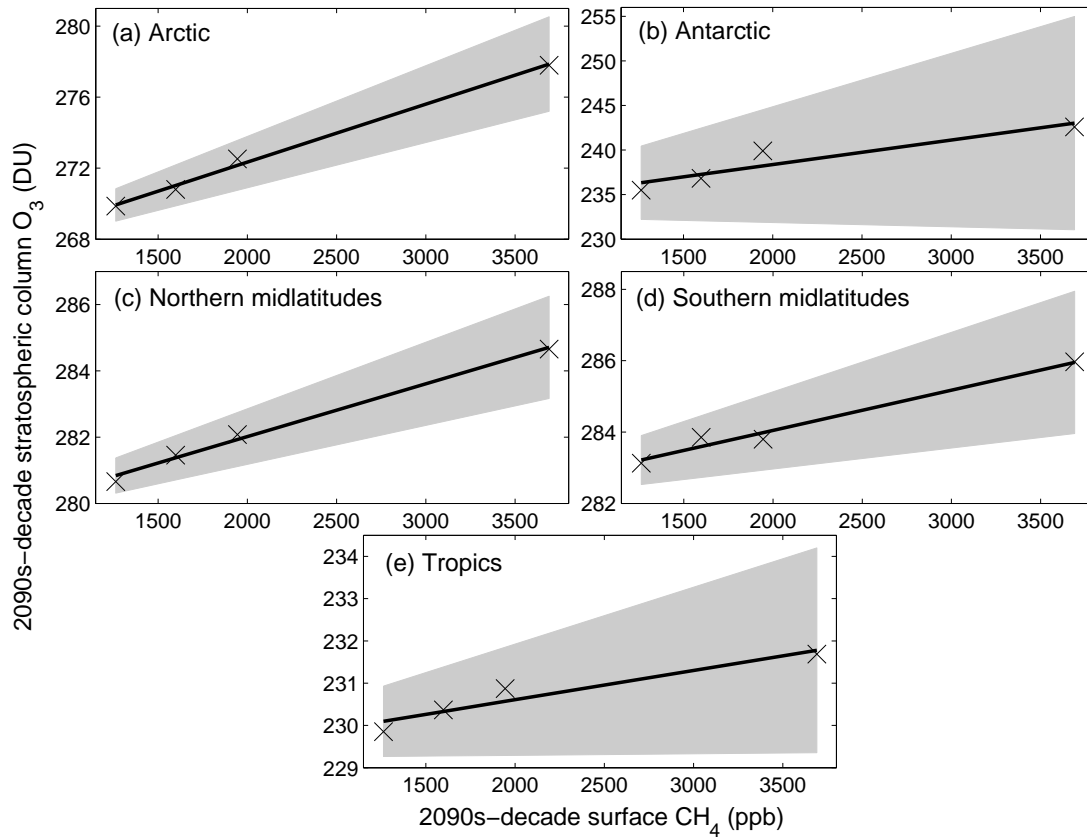 2090s−decade stratospheric column O3 (DU)
(a) Arctic
280
276
272
268
1500 2000 2500 3000 3500
(b) Antarctic
255
250
245
240
235
230
1500 2000 2500 3000 3500
(c) Northern midlatitudes
286
284
282
280
1500 2000 2500 3000 3500
(d) Southern midlatitudes
288
286
284
282
1500 2000 2500 3000 3500
(e) Tropics
234
233
232
231
230
229
1500 2000 2500 3000 3500
2090s−decade surface CH4 (ppb)